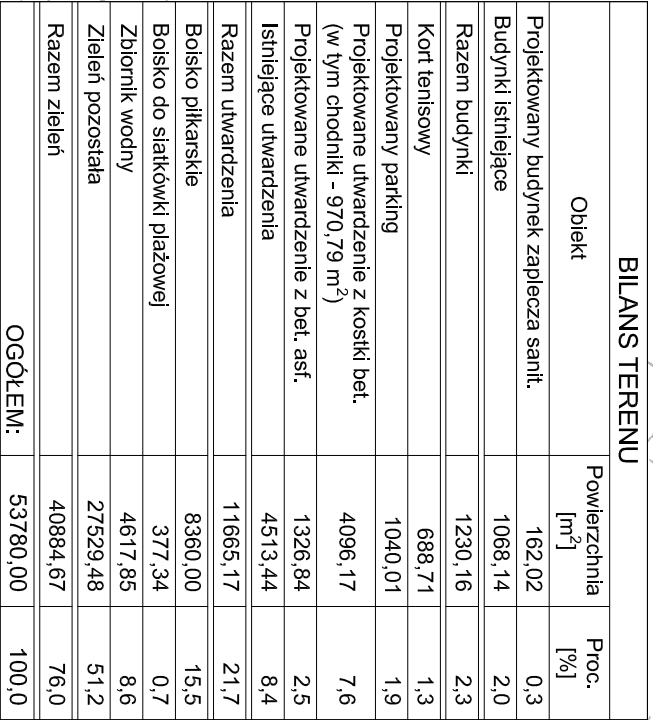 BILANS TERENU
Obiekt Powierzchnia [m²] Proc. [%]
Projektowany budynek zaplecza sanit. 162,02 0,3
Budynki istniejące 1068,14 2,0
Razem budynki 1230,16 2,3
Kort tenisowy 688,71 1,3
Projektowany parking 1040,01 1,9
Projektowane utwardzenie z kostki bet.
(w tym chodniki - 970,79 m²) 4096,17 7,6
Projektowane utwardzenie z bet. asf. 1326,84 2,5
Istniejące utwardzenia 4513,44 8,4
Razem utwardzenia 11665,17 21,7
Boisko piłkarskie 8360,00 15,5
Boisko do siatkówki plażowej 377,34 0,7
Zbiornik wodny 4617,85 8,6
Zieleń pozostała 27529,48 51,2
Razem zieleń 40884,67 76,0
OGÓŁEM: 53780,00 100,0